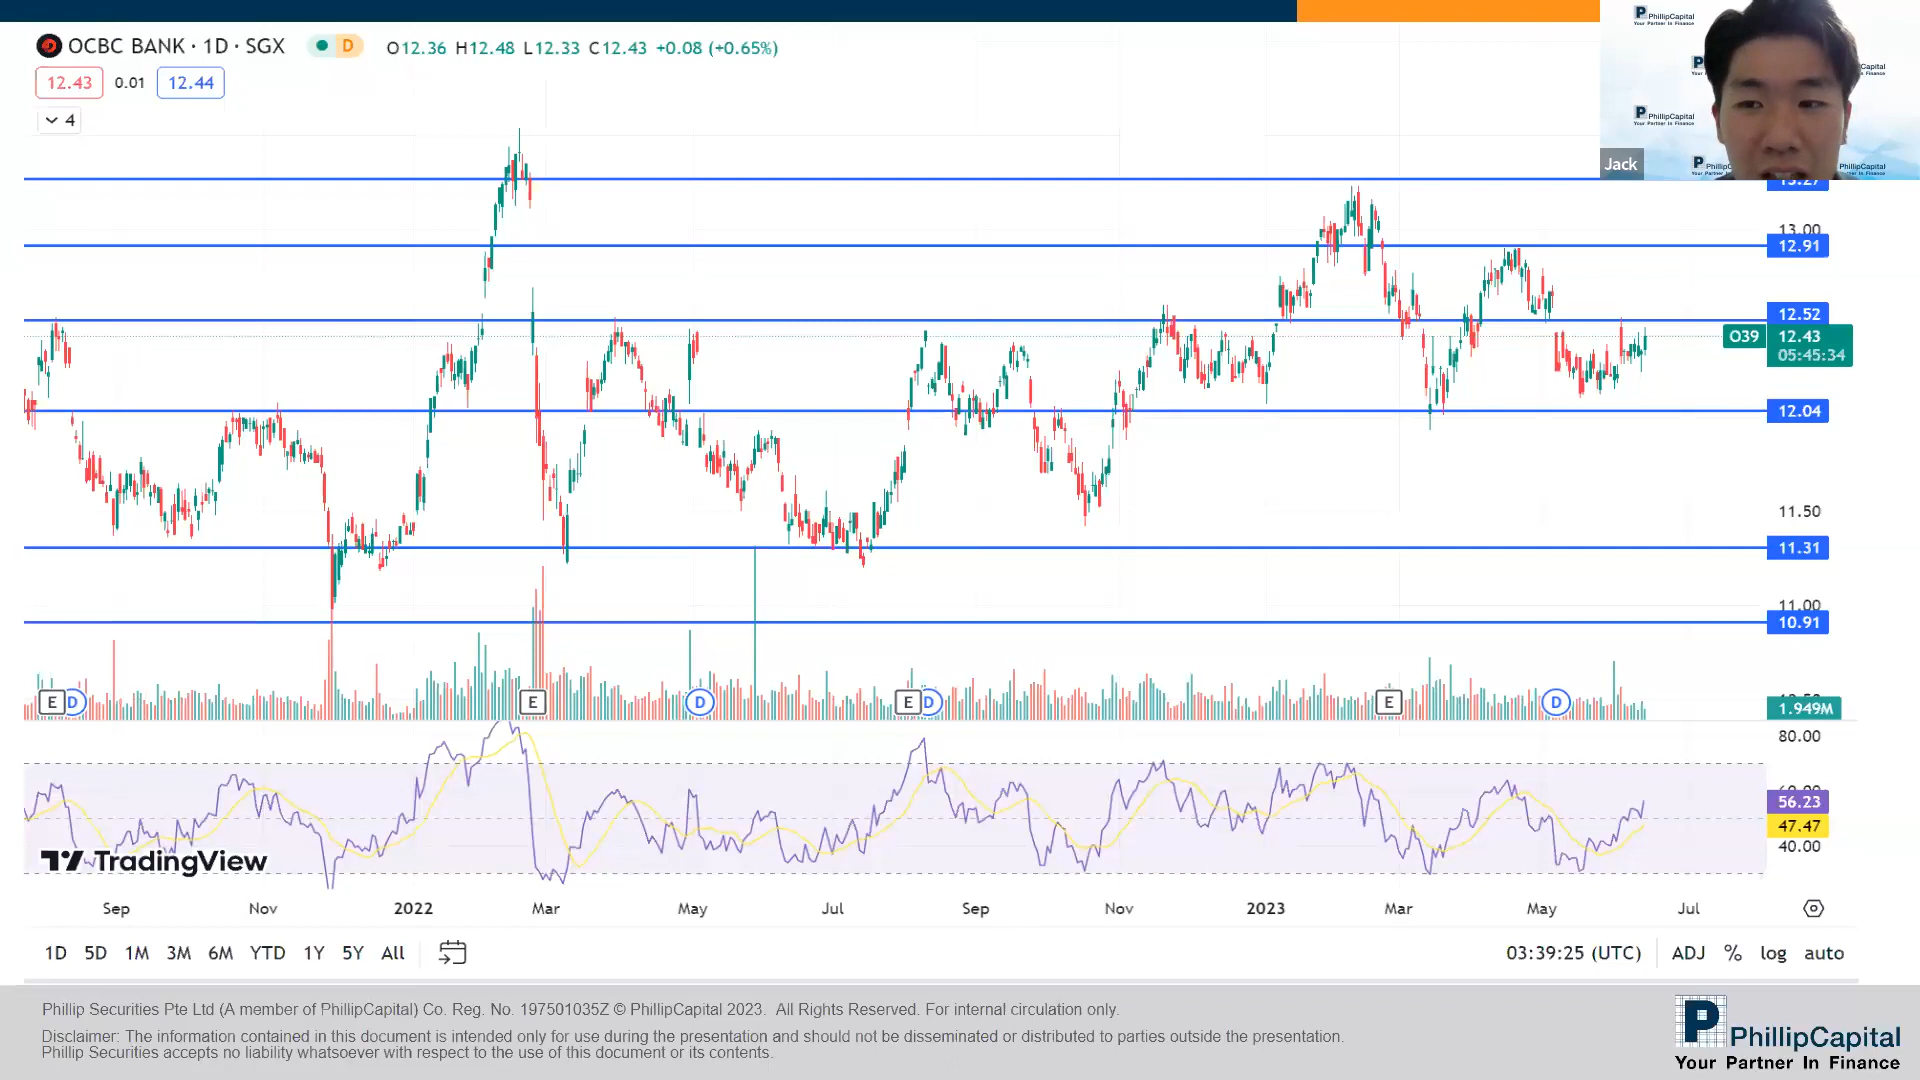 OCBC BANK · 1D · SGX D O12.36 H12.48 L12.33 C12.43 +0.08 (+0.65%)
12.43 0.01 12.44
4
PhillipCapital
Your Partner In Finance
Jack
13.27
13.00
12.91
12.52
O39 12.43
05:45:34
12.04
11.50
11.31
11.00
10.91
E D E D E D E D
1.949M
80.00
56.23
47.47
40.00
TradingView
Sep Nov 2022 Mar May Jul Sep Nov 2023 Mar May Jul
1D 5D 1M 3M 6M YTD 1Y 5Y All 03:39:25 (UTC) ADJ % log auto
Phillip Securities Pte Ltd (A member of PhillipCapital) Co. Reg. No. 197501035Z © PhillipCapital 2023. All Rights Reserved. For internal circulation only.
Disclaimer: The information contained in this document is intended only for use during the presentation and should not be disseminated or distributed to parties outside the presentation.
Phillip Securities accepts no liability whatsoever with respect to the use of this document or its contents.
PhillipCapital
Your Partner In Finance